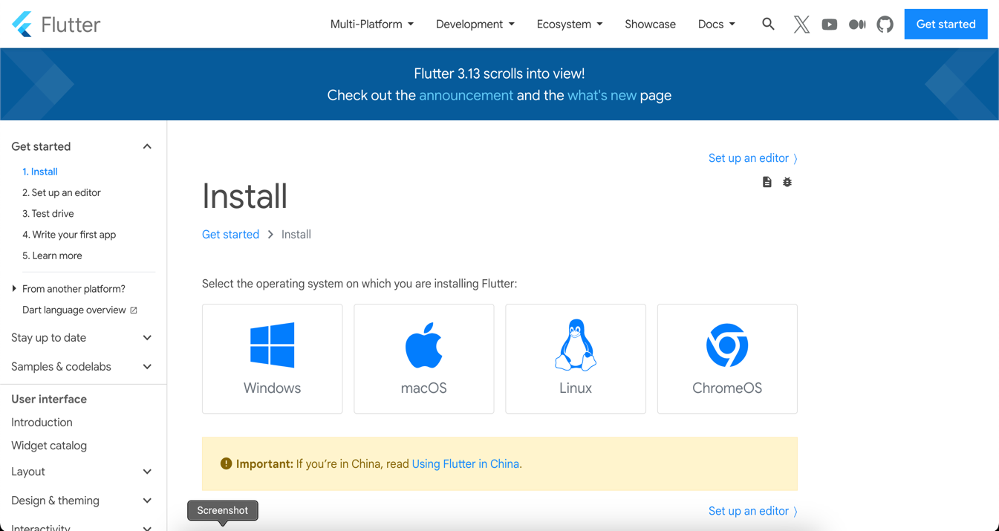 Flutter
Multi-Platform
Development
Ecosystem
Showcase
Docs
Get started
Flutter 3.13 scrolls into view!
Check out the announcement and the what's new page
Get started
1. Install
2. Set up an editor
3. Test drive
4. Write your first app
5. Learn more
From another platform?
Dart language overview
Stay up to date
Samples & codelabs
User interface
Introduction
Widget catalog
Layout
Design & theming
Interactivity
Set up an editor
Install
Get started
Install
Select the operating system on which you are installing Flutter:
Windows
macOS
Linux
ChromeOS
Important: If you’re in China, read Using Flutter in China.
Set up an editor
Screenshot